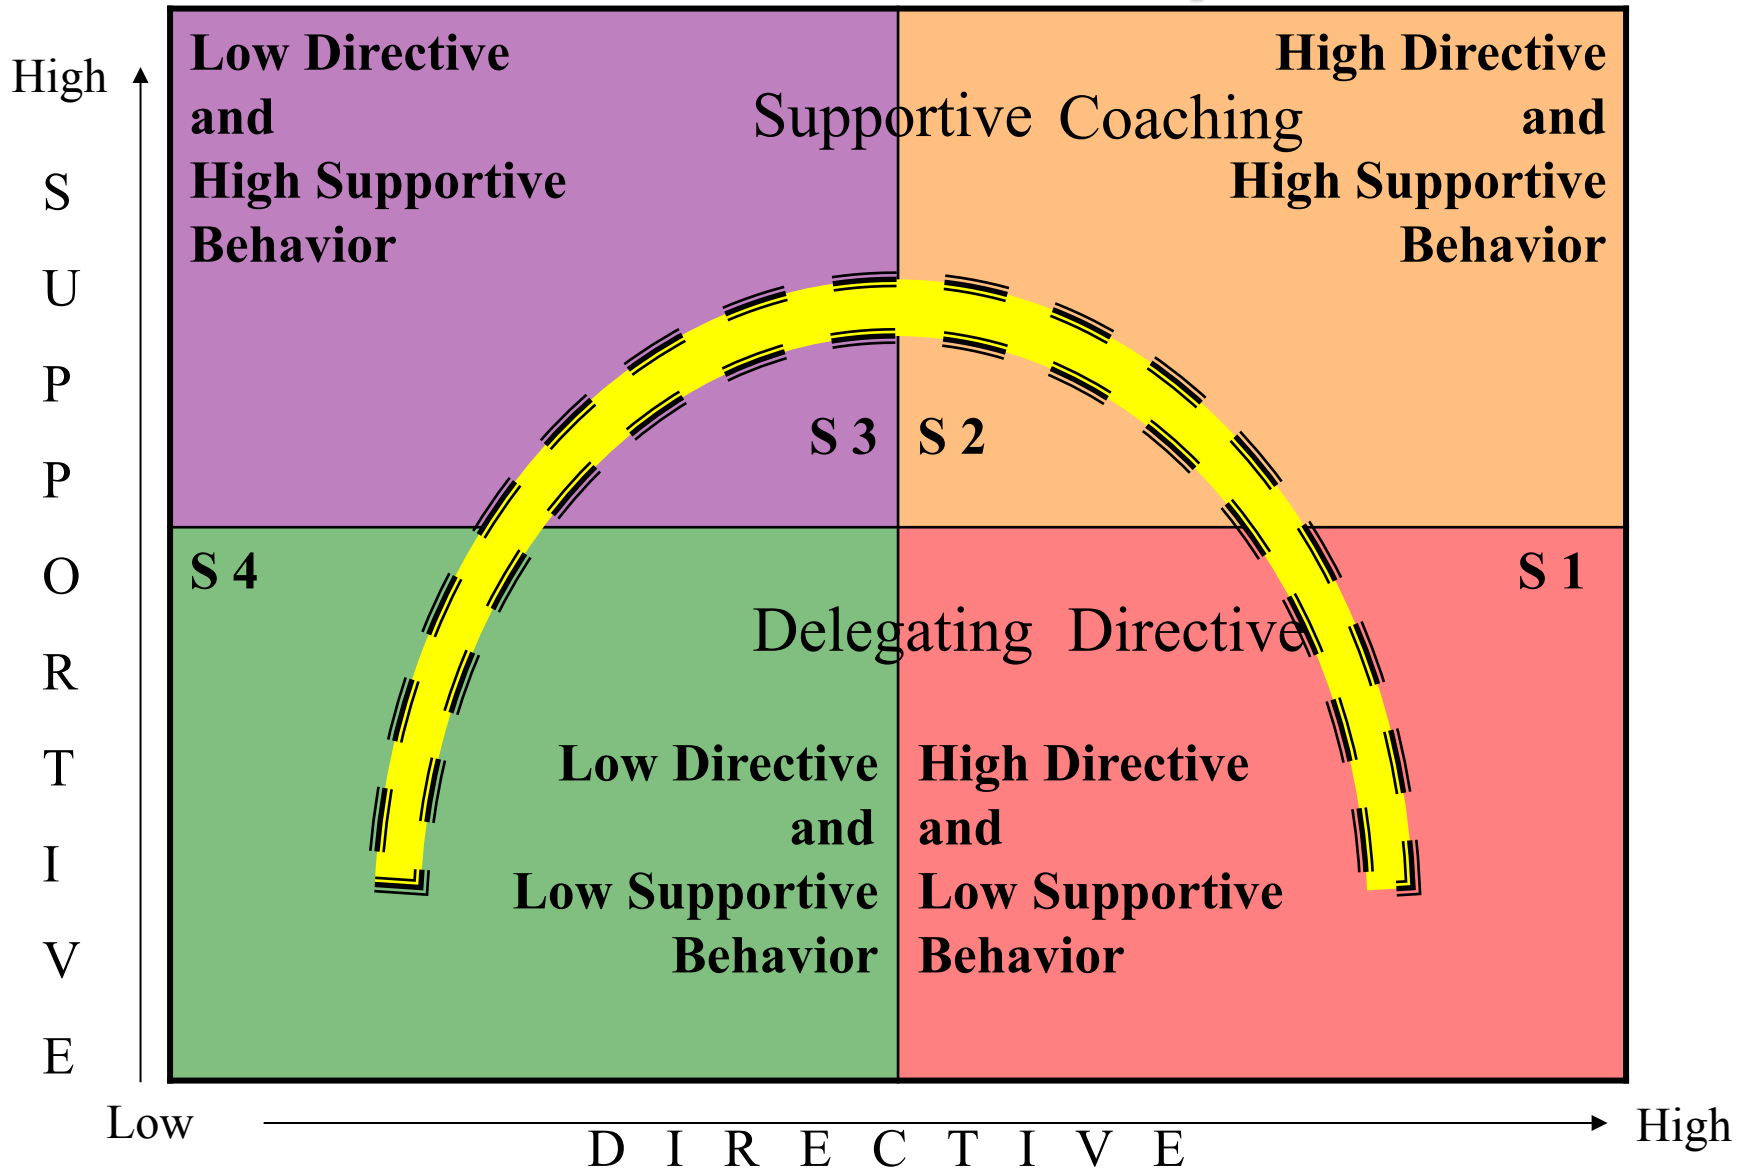 High
S
U
P
P
O
R
T
I
V
E
Low Directive
and
High Supportive
Behavior
Supportive
S 3
High Directive
and
High Supportive
Behavior
Coaching
S 2
S 4
Delegating
Low Directive
and
Low Supportive
Behavior
S 1
Directive
High Directive
and
Low Supportive
Behavior
Low
D I R E C T I V E
High